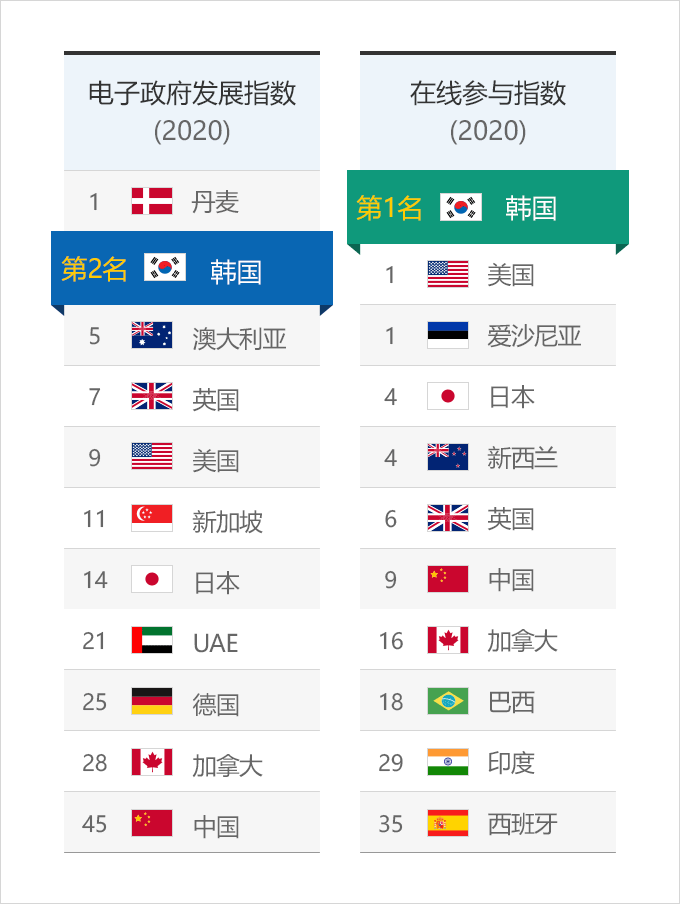 电子政府发展指数
(2020)
1 丹麦
第2名 韩国
5 澳大利亚
7 英国
9 美国
11 新加坡
14 日本
21 UAE
25 德国
28 加拿大
45 中国
在线参与指数
(2020)
第1名 韩国
1 美国
1 爱沙尼亚
4 日本
4 新西兰
6 英国
9 中国
16 加拿大
18 巴西
29 印度
35 西班牙